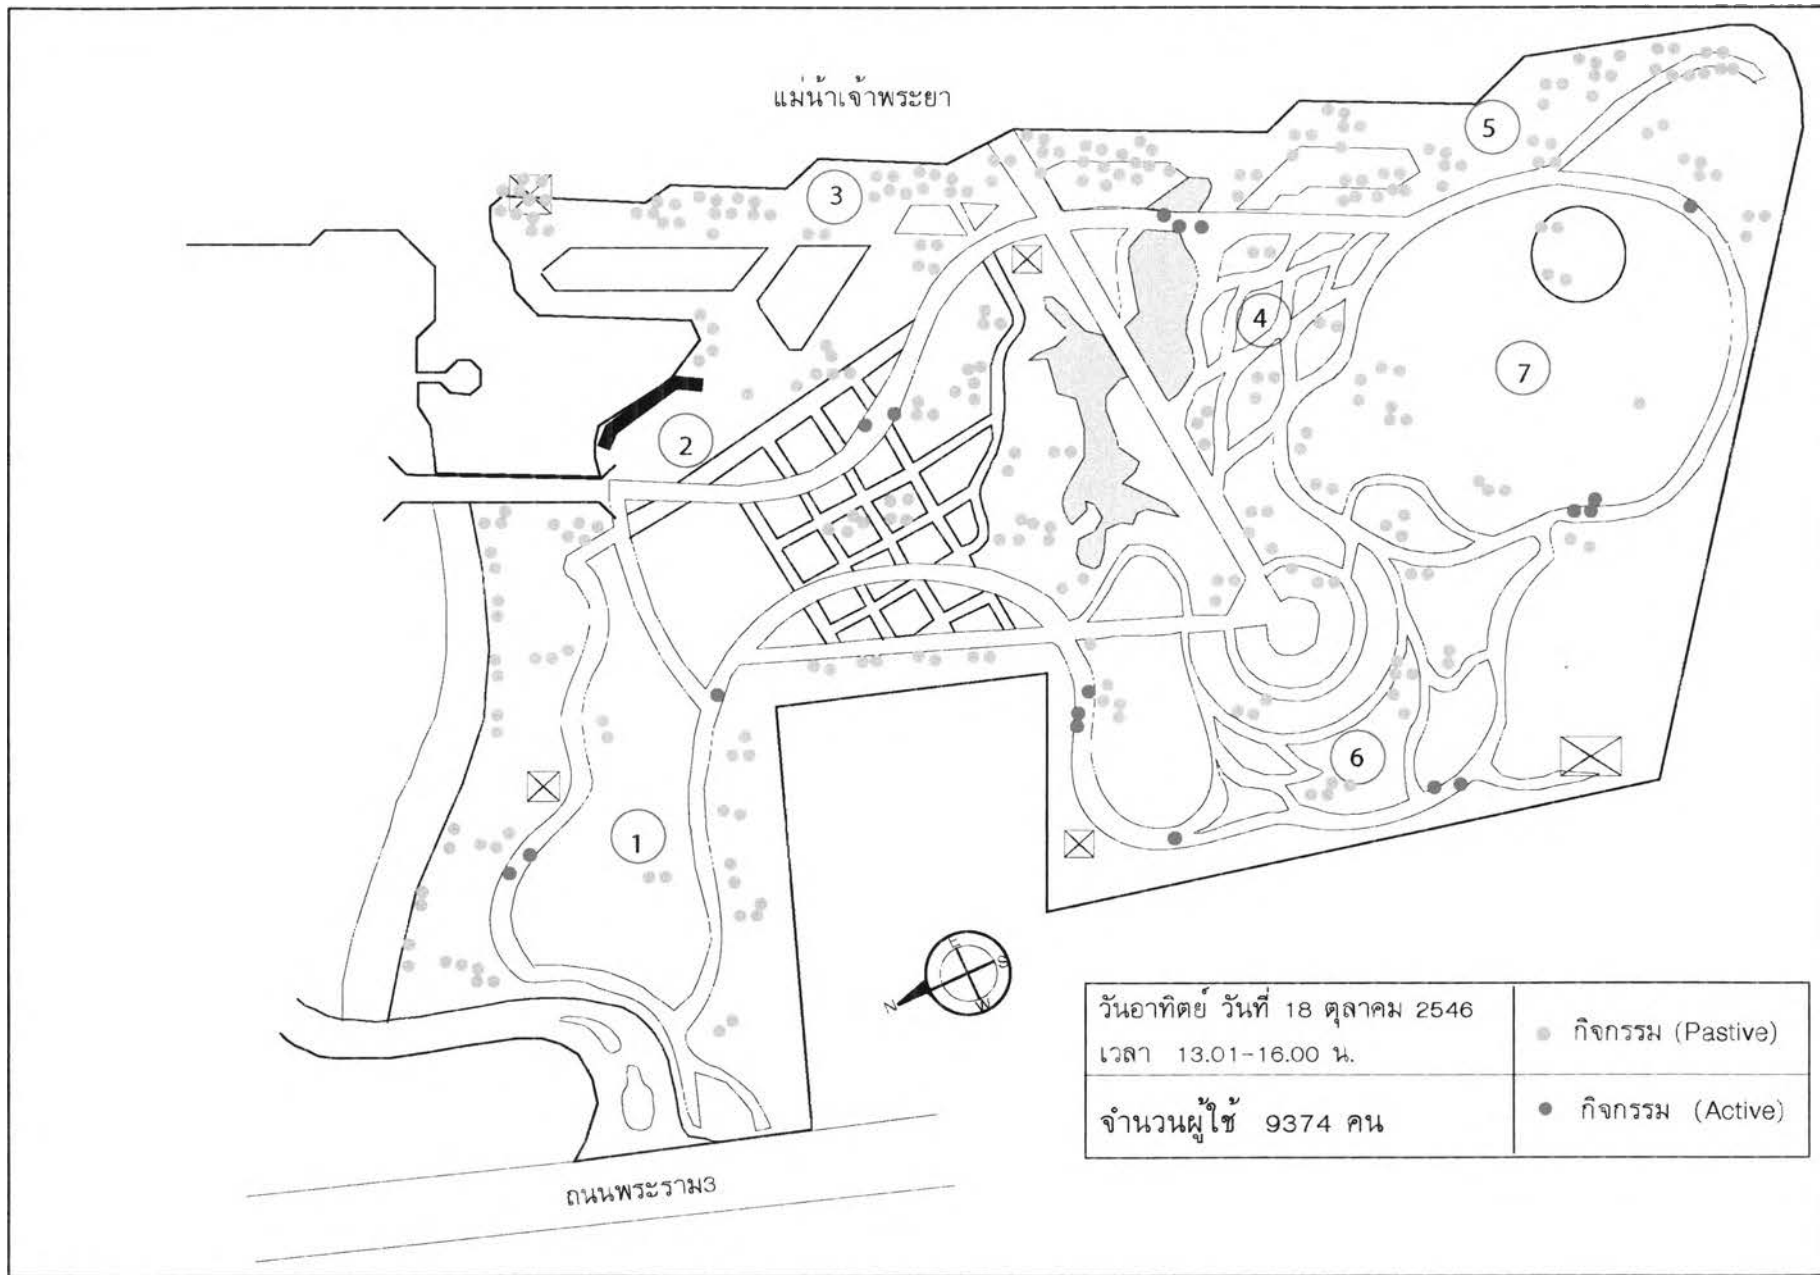 แม่น้ำเจ้าพระยา
5
3
4
7
2
6
1
E
S
N
W
วันอาทิตย์ วันที่ 18 ตุลาคม 2546
เวลา 13.01-16.00 น.
กิจกรรม (Pastive)
จำนวนผู้ใช้ 9374 คน
กิจกรรม (Active)
ถนนพระราม3